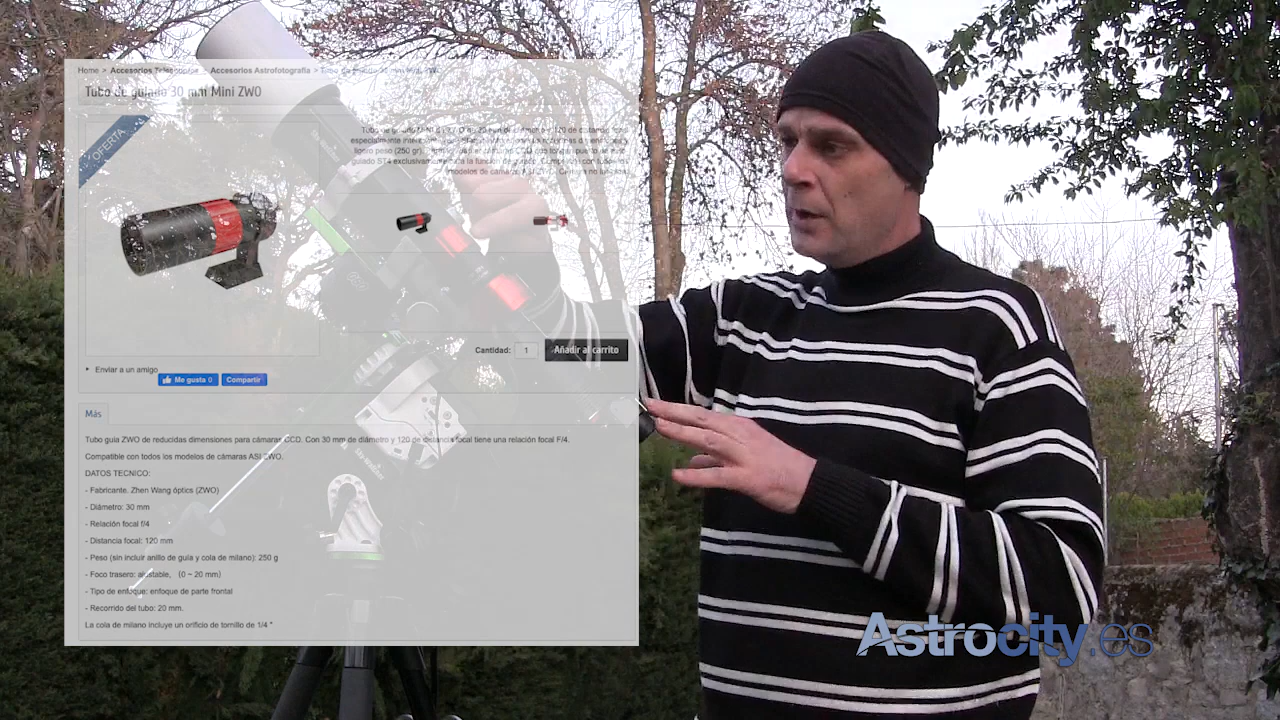 Home > Accesorios Telescopios > Accesorios Astrofotografía >
Tubo de guiado 30 mm Mini ZWO
OFERTA
Cantidad: 1 Añadir al carrito
Enviar a un amigo
Me gusta 0 Compartir
Más
Tubo guia ZWO de reducidas dimensiones para cámaras CCD. Con 30 mm de diámetro y 120 de distancia focal tiene una relación focal F/4.
Compatible con todos los modelos de cámaras ASI ZWO.
DATOS TECNICO:
- Fabricante. Zhen Wang ópticos (ZWO)
- Diámetro: 30 mm
- Relación focal f/4
- Distancia focal: 120 mm
- Peso (sin incluir anillo de guía y cola de milano): 250 g
- Foco trasero: ajustable, (0 ~ 20 mm)
- Tipo de enfoque: enfoque de parte frontal
- Recorrido del tubo: 20 mm.
La cola de milano incluye un orificio de tornillo de 1/4 "
Astrocity.es